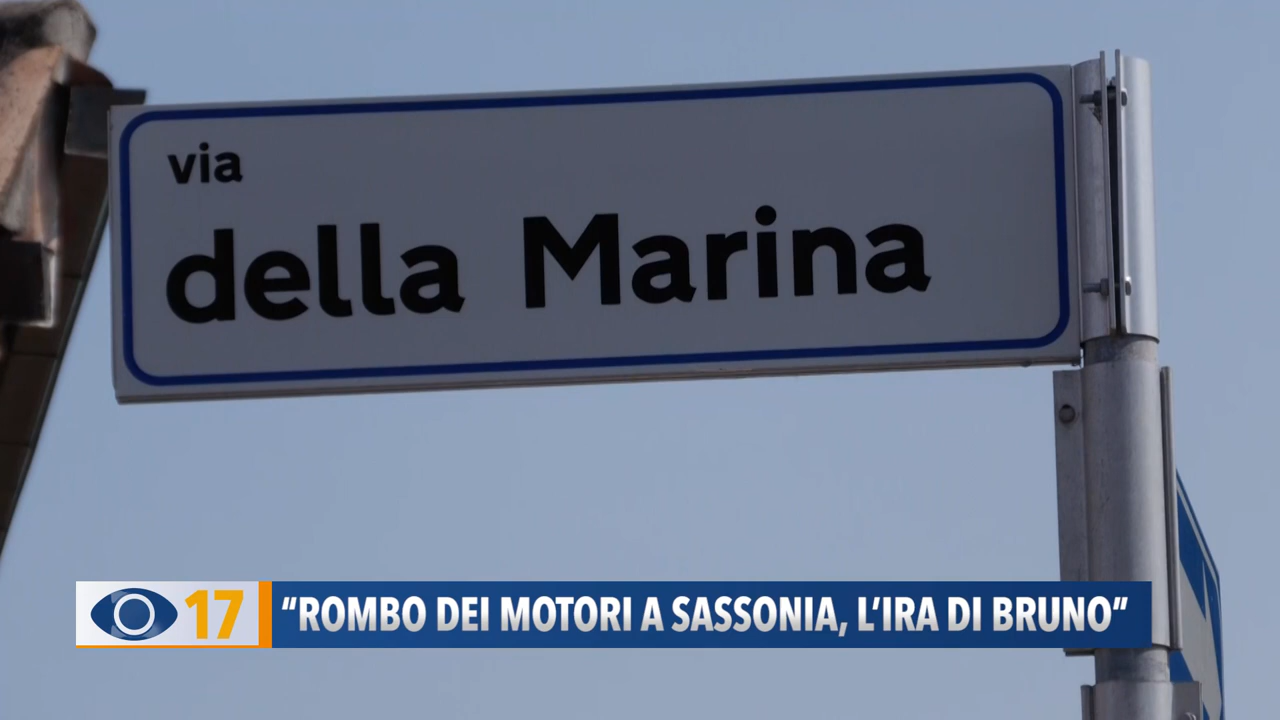 via
della Marina
17 “ROMBO DEI MOTORI A SASSONIA, L’IRA DI BRUNO“